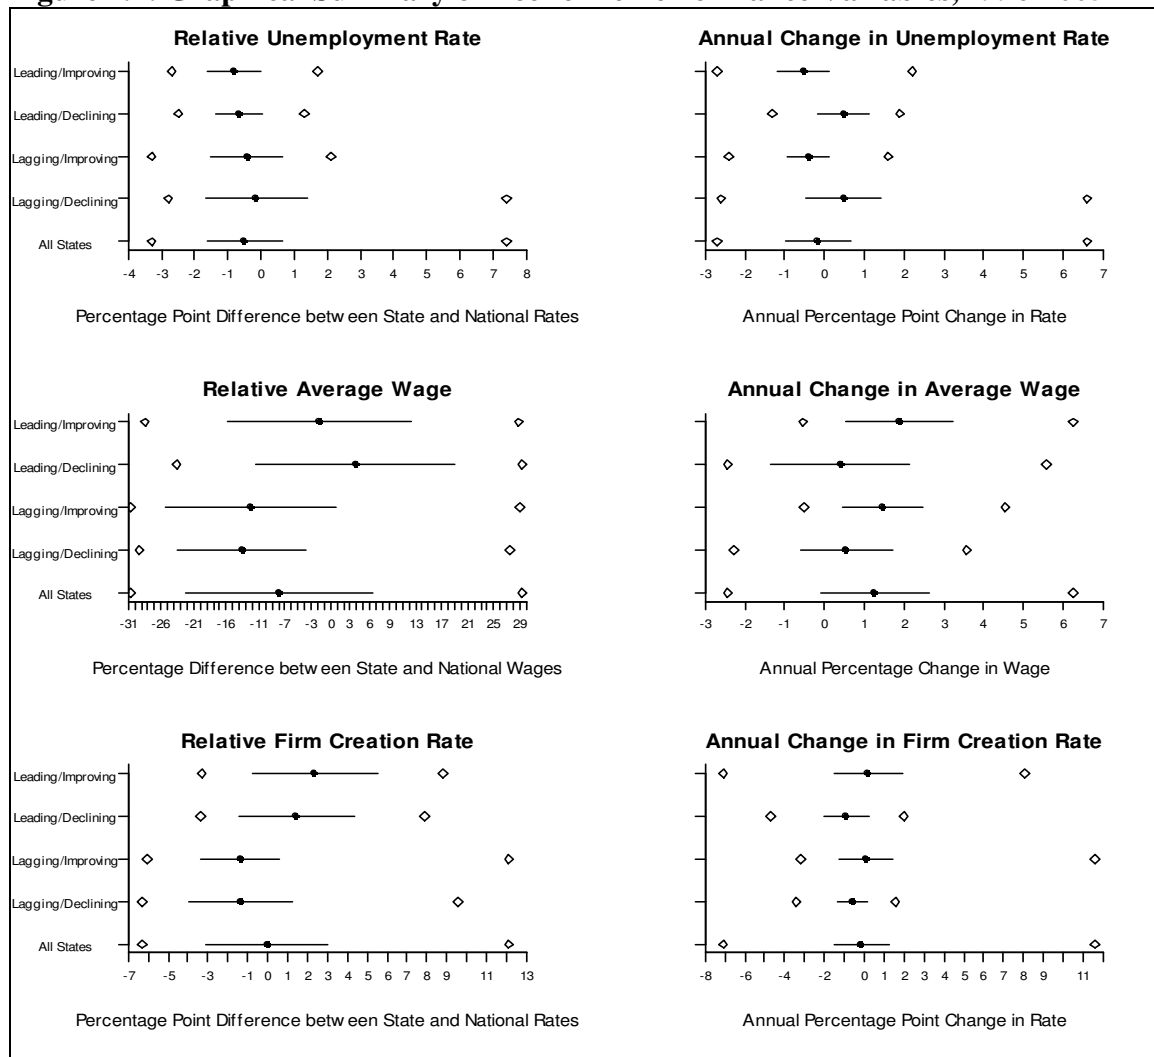 Relative Unemployment Rate
Leading/Improving
Leading/Declining
Lagging/Improving
Lagging/Declining
All States
-4 -3 -2 -1 0 1 2 3 4 5 6 7 8
Percentage Point Difference between State and National Rates
Annual Change in Unemployment Rate
-3 -2 -1 0 1 2 3 4 5 6 7
Annual Percentage Point Change in Rate
Relative Average Wage
Leading/Improving
Leading/Declining
Lagging/Improving
Lagging/Declining
All States
-31 -26 -21 -16 -11 -7 -3 0 3 6 9 13 17 21 25 29
Percentage Difference between State and National Wages
Annual Change in Average Wage
-3 -2 -1 0 1 2 3 4 5 6 7
Annual Percentage Change in Wage
Relative Firm Creation Rate
Leading/Improving
Leading/Declining
Lagging/Improving
Lagging/Declining
All States
-7 -5 -3 -1 0 1 2 3 4 5 6 7 8 9 11 13
Percentage Point Difference between State and National Rates
Annual Change in Firm Creation Rate
-8 -6 -4 -2 0 1 2 3 4 5 6 7 8 9 11
Annual Percentage Point Change in Rate